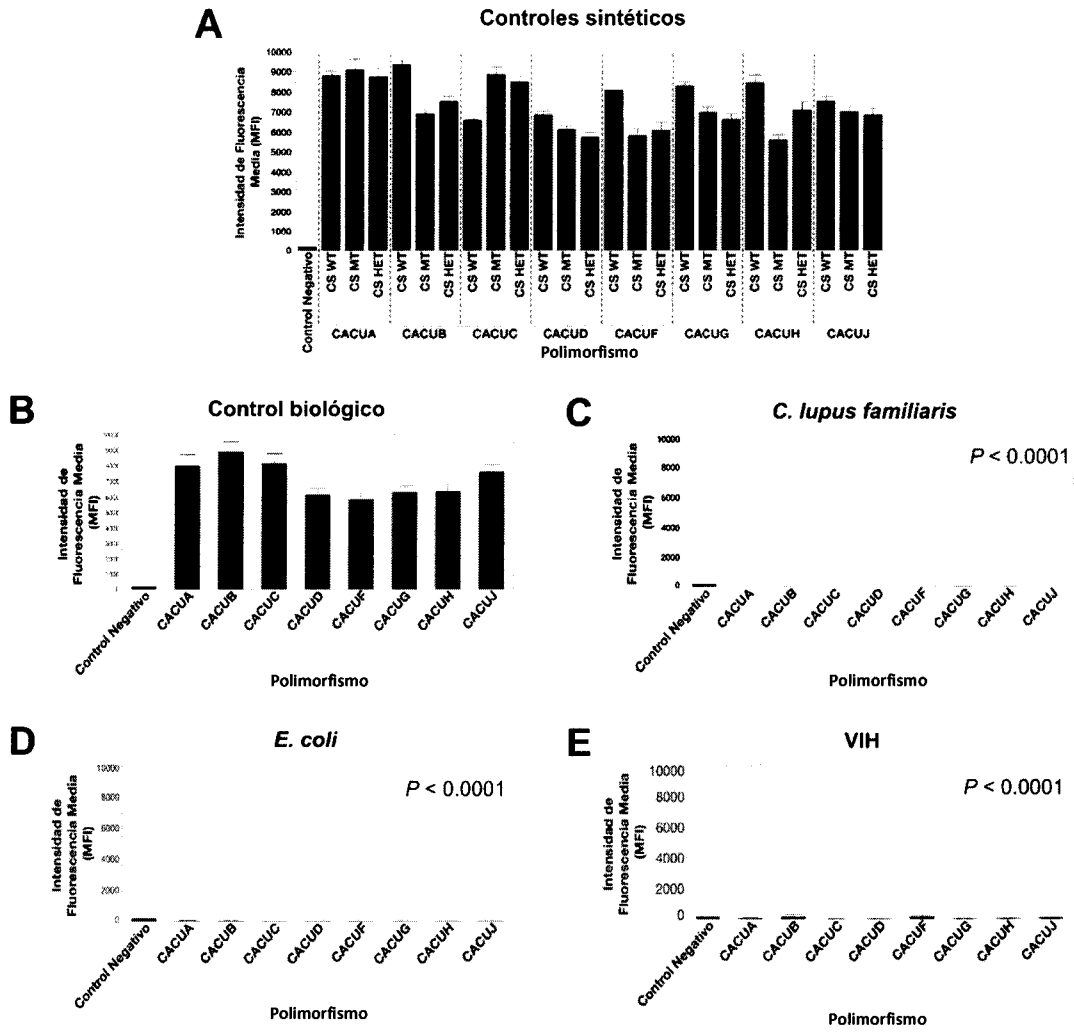 A
Controles sintéticos
Intensidad de Fluorescencia
Media (MFI)
10000
9000
8000
7000
6000
5000
4000
3000
2000
1000
0
Control Negativo
CS WT
CS MT
CS HET
CS WT
CS MT
CS HET
CS WT
CS MT
CS HET
CS WT
CS MT
CS HET
CS WT
CS MT
CS HET
CS WT
CS MT
CS HET
CS WT
CS MT
CS HET
CS WT
CS MT
CS HET
CACUA
CACUB
CACUC
CACUD
CACUF
CACUG
CACUH
CACUJ
Polimorfismo
B
Control biológico
Intensidad de
Fluorescencia Media
(MFI)
Control Negativo
CACUA
CACUB
CACUC
CACUD
CACUF
CACUG
CACUH
CACUJ
Polimorfismo
C
C. lupus familiaris
P < 0.0001
Intensidad de
Fluorescencia Media
(MFI)
10000
8000
6000
4000
2000
0
Control Negativo
CACUA
CACUB
CACUC
CACUD
CACUF
CACUG
CACUH
CACUJ
Polimorfismo
D
E. coli
P < 0.0001
Intensidad de
Fluorescencia Media
(MFI)
10000
8000
6000
4000
2000
0
Control Negativo
CACUA
CACUB
CACUC
CACUD
CACUF
CACUG
CACUH
CACUJ
Polimorfismo
E
VIH
P < 0.0001
Intensidad de
Fluorescencia Media
(MFI)
10000
8000
6000
4000
2000
0
Control Negativo
CACUA
CACUB
CACUC
CACUD
CACUF
CACUG
CACUH
CACUJ
Polimorfismo